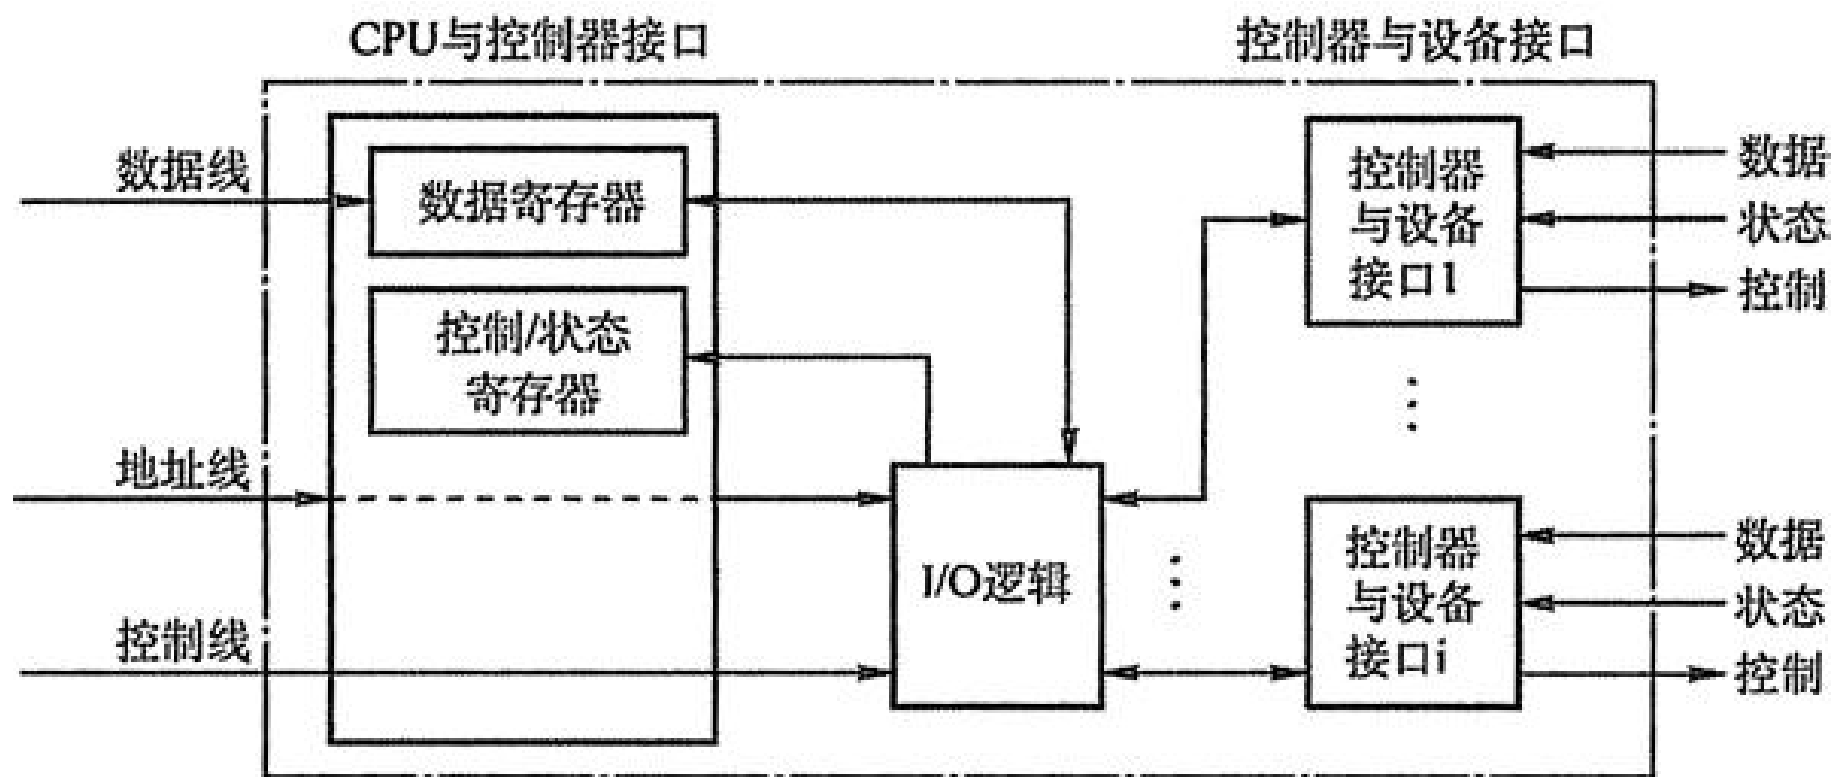 CPU与控制器接口
控制器与设备接口
数据线
数据寄存器
控制/状态
寄存器
地址线
控制线
I/O逻辑
控制器
与设备
接口1
数据
状态
控制
控制器
与设备
接口i
数据
状态
控制